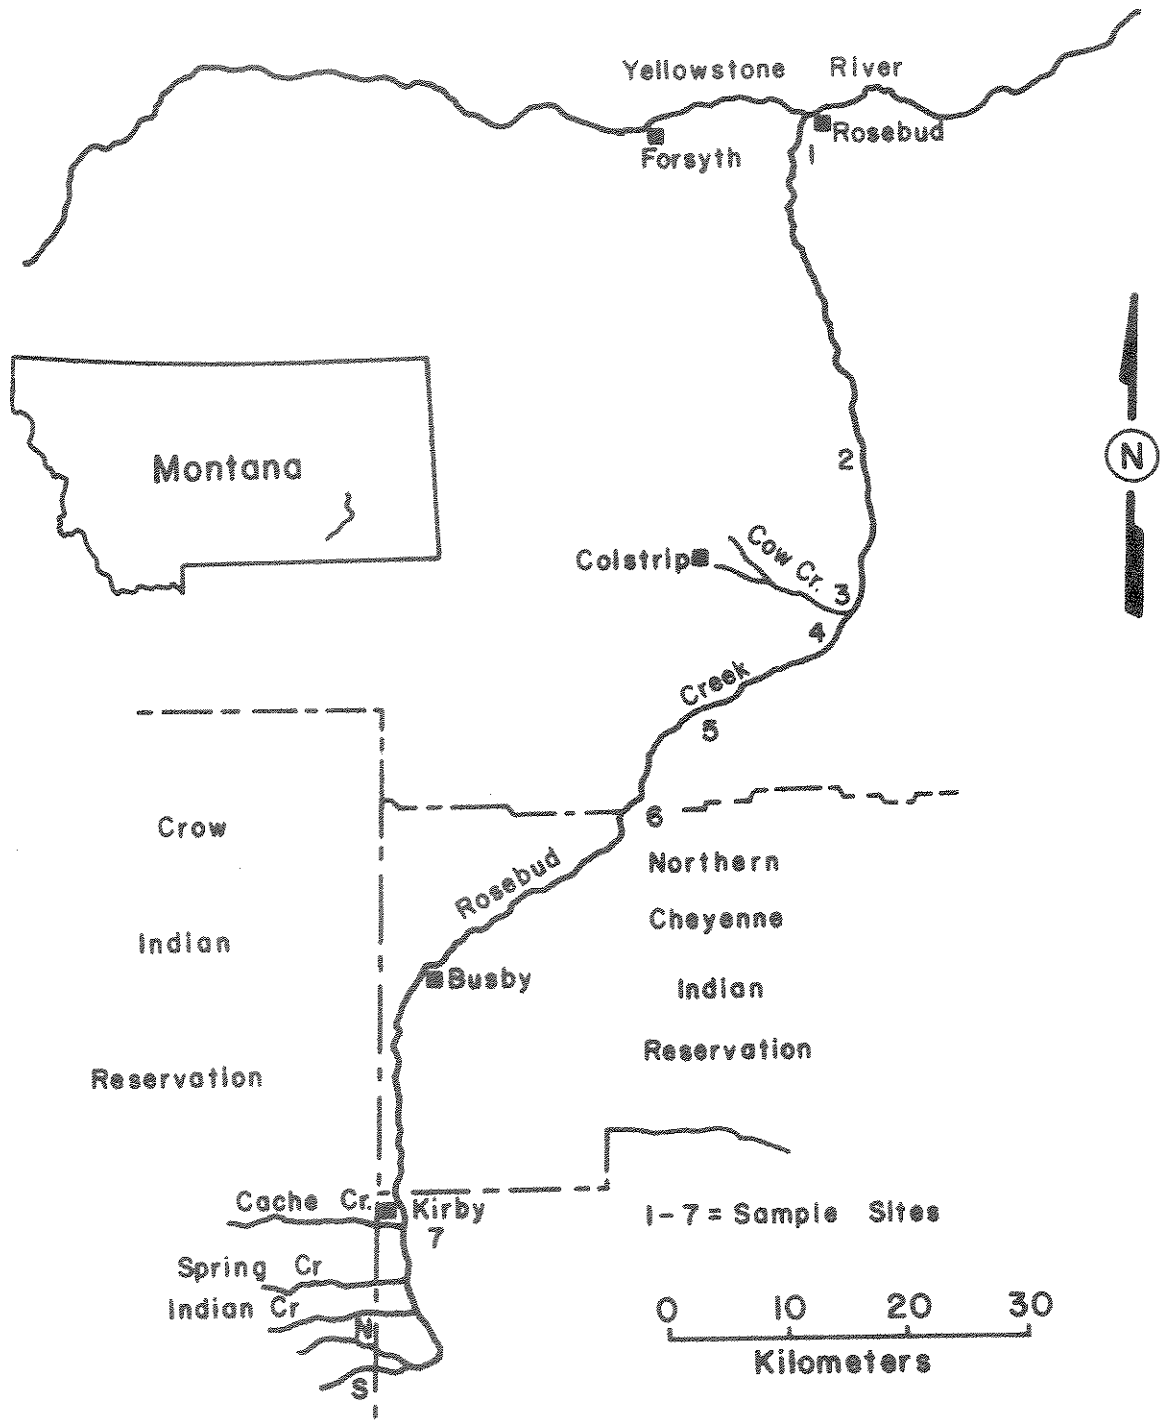 Yellowstone River
Rosebud
Forsyth
1
Montana
N
2
Colstrip
Cow Cr.
3
4
Creek
5
6
Crow
Indian
Reservation
Northern
Cheyenne
Indian
Reservation
Rosebud
Busby
Cache Cr.
Kirby
7
1-7 = Sample Sites
Spring Cr
Indian Cr
N
S
0 10 20 30
Kilometers